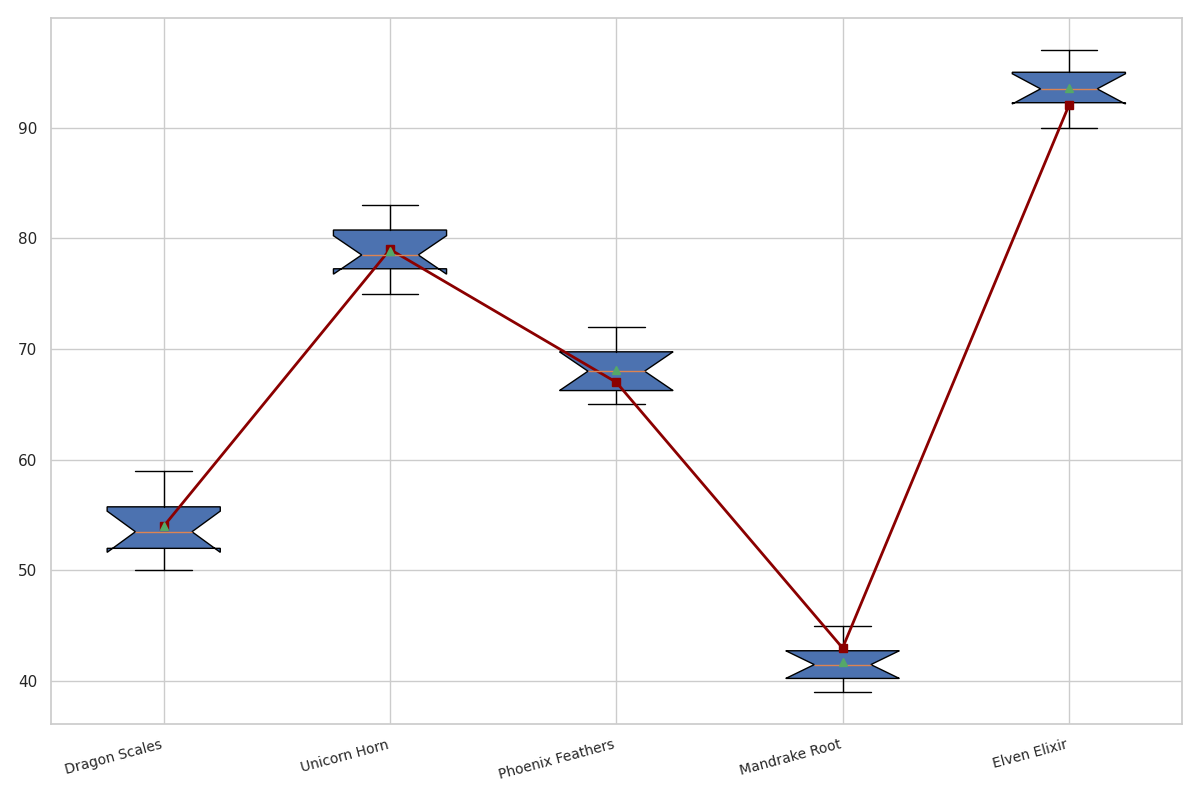 90
80
70
60
50
40
Dragon Scales
Unicorn Horn
Phoenix Feathers
Mandrake Root
Elven Elixir